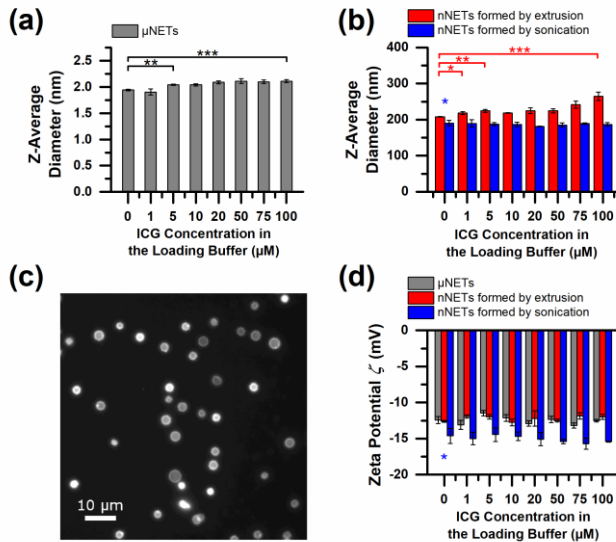 (a)
μNETs
***
**
Z-Average
Diameter (nm)
2.5
2.0
1.5
1.0
0.5
0.0
0 1 5 10 20 50 75 100
ICG Concentration in
the Loading Buffer (μM)
(b)
nNETs formed by extrusion
nNETs formed by sonication
***
**
*
*
Z-Average
Diameter (nm)
400
300
200
100
0
0 1 5 10 20 50 75 100
ICG Concentration in
the Loading Buffer (μM)
(c)
10 μm
(d)
μNETs
nNETs formed by extrusion
nNETs formed by sonication
Zeta Potential ζ (mV)
0
-5
-10
-15
-20
-25
*
0 1 5 10 20 50 75 100
ICG Concentration in
the Loading Buffer (μM)